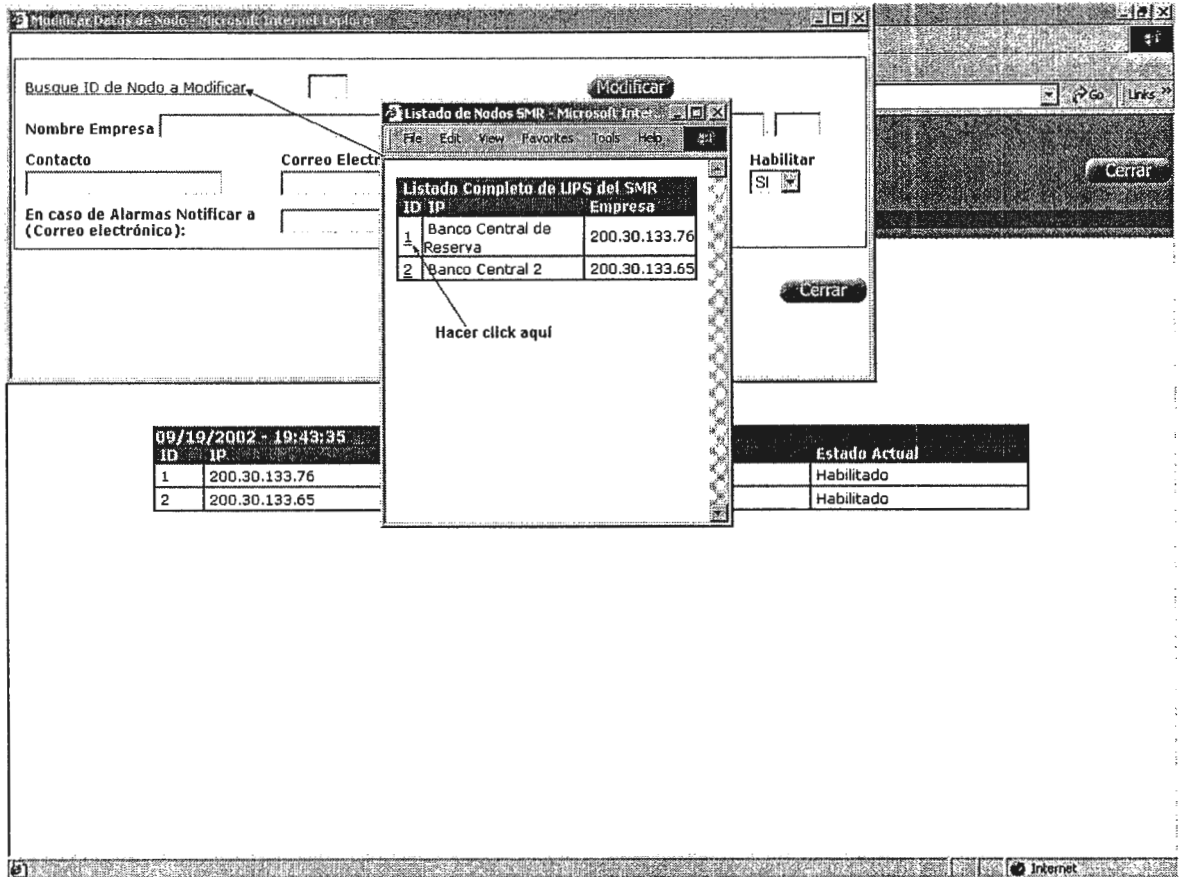 Modificar Datos de Nodo - Microsoft Internet Explorer
Go Links »
Busque ID de Nodo a Modificar
Modificar
Nombre Empresa
.
Contacto
Correo Electr
Habilitar
SI
En caso de Alarmas Notificar a
(Correo electrónico):
Cerrar
Cerrar
Listado de Nodos SMR - Microsoft Inter
File Edit View Favorites Tools Help
Listado Completo de LIPS del SMR
ID IP Empresa
1 Banco Central de Reserva 200.30.133.76
2 Banco Central 2 200.30.133.65
Hacer click aquí
09/19/2002 - 19:43:35
ID IP Estado Actual
1 200.30.133.76 Habilitado
2 200.30.133.65 Habilitado
Internet